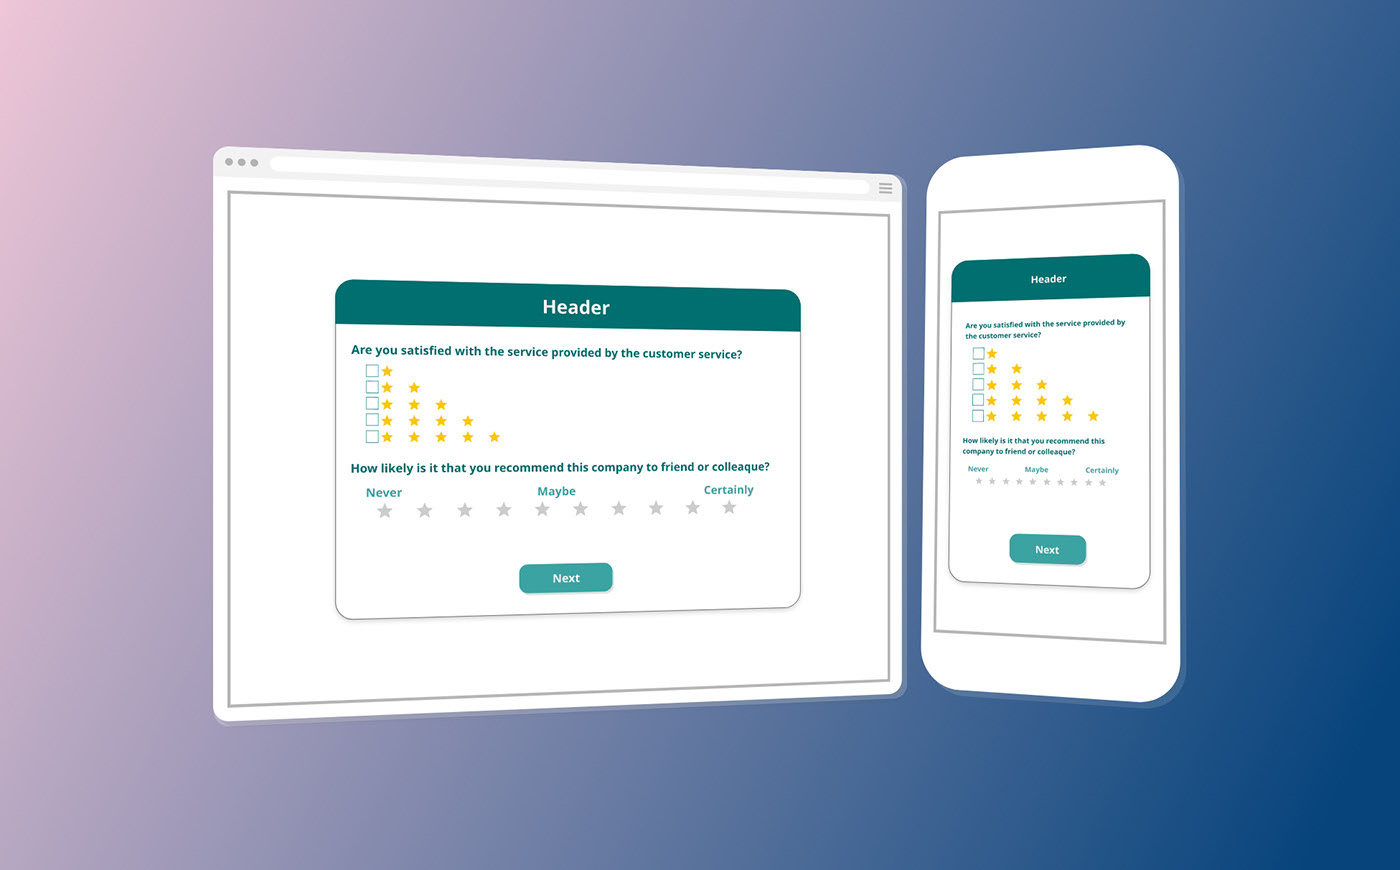 Header
Are you satisfied with the service provided by the customer service?
How likely is it that you recommend this company to friend or colleaque?
Never Maybe Certainly
Next
Header
Are you satisfied with the service provided by
the customer service?
How likely is it that you recommend this
company to friend or colleaque?
Never Maybe Certainly
Next